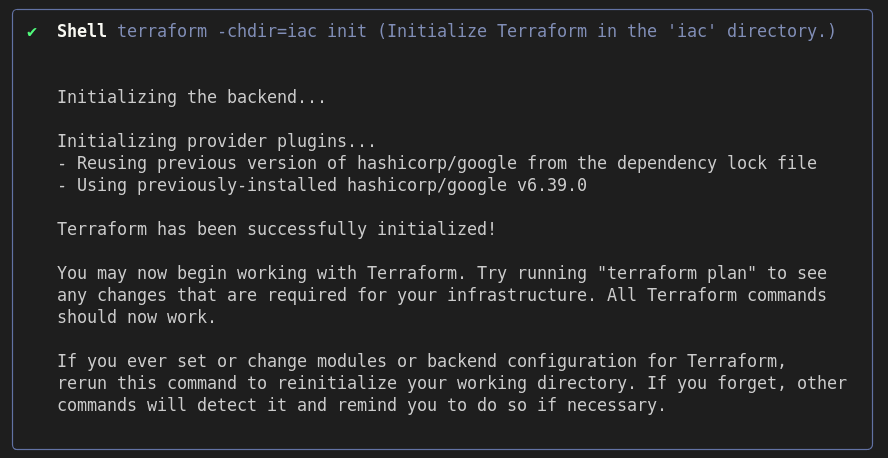 ✔ Shell terraform -chdir=iac init (Initialize Terraform in the 'iac' directory.)
Initializing the backend...
Initializing provider plugins...
- Reusing previous version of hashicorp/google from the dependency lock file
- Using previously-installed hashicorp/google v6.39.0
Terraform has been successfully initialized!
You may now begin working with Terraform. Try running "terraform plan" to see
any changes that are required for your infrastructure. All Terraform commands
should now work.
If you ever set or change modules or backend configuration for Terraform,
rerun this command to reinitialize your working directory. If you forget, other
commands will detect it and remind you to do so if necessary.